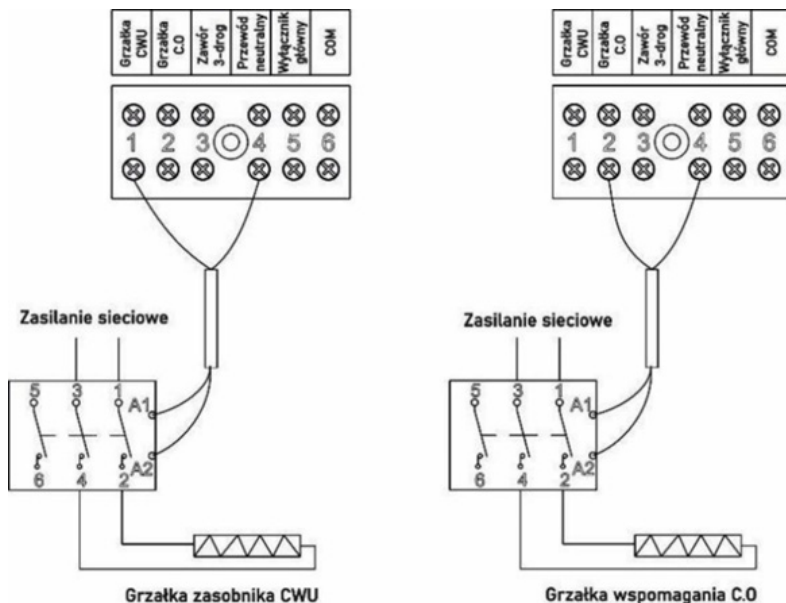 Grzałka CWU
Grzałka C.O
Zawór 3-drog
Przewód neutralny
Wyłącznik główny
COM
1 2 3 4 5 6
Zasilanie sieciowe
5 3 1
A1
A2
6 4 2
Grzałka zasobnika CWU
Grzałka CWU
Grzałka C.O
Zawór 3-drog
Przewód neutralny
Wyłącznik główny
COM
1 2 3 4 5 6
Zasilanie sieciowe
5 3 1
A1
A2
6 4 2
Grzałka wspomagania C.O